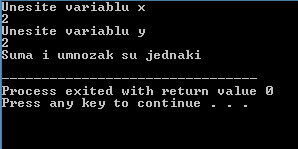 Unesite variablu x
2
Unesite variablu y
2
Suma i umnozak su jednaki
--------------------------------
Process exited with return value 0
Press any key to continue . . .